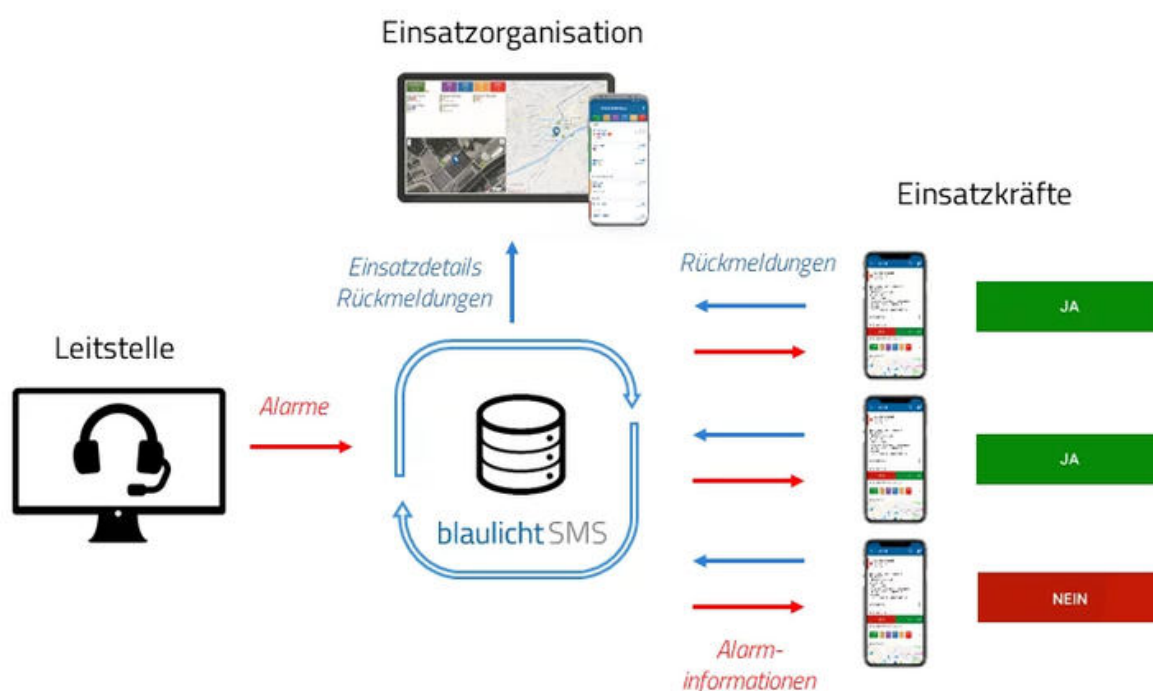 Einsatzorganisation
Einsatzkräfte
Einsatzdetails
Rückmeldungen
Rückmeldungen
JA
Leitstelle
Alarme
JA
blaulichtSMS
NEIN
Alarm-
informationen